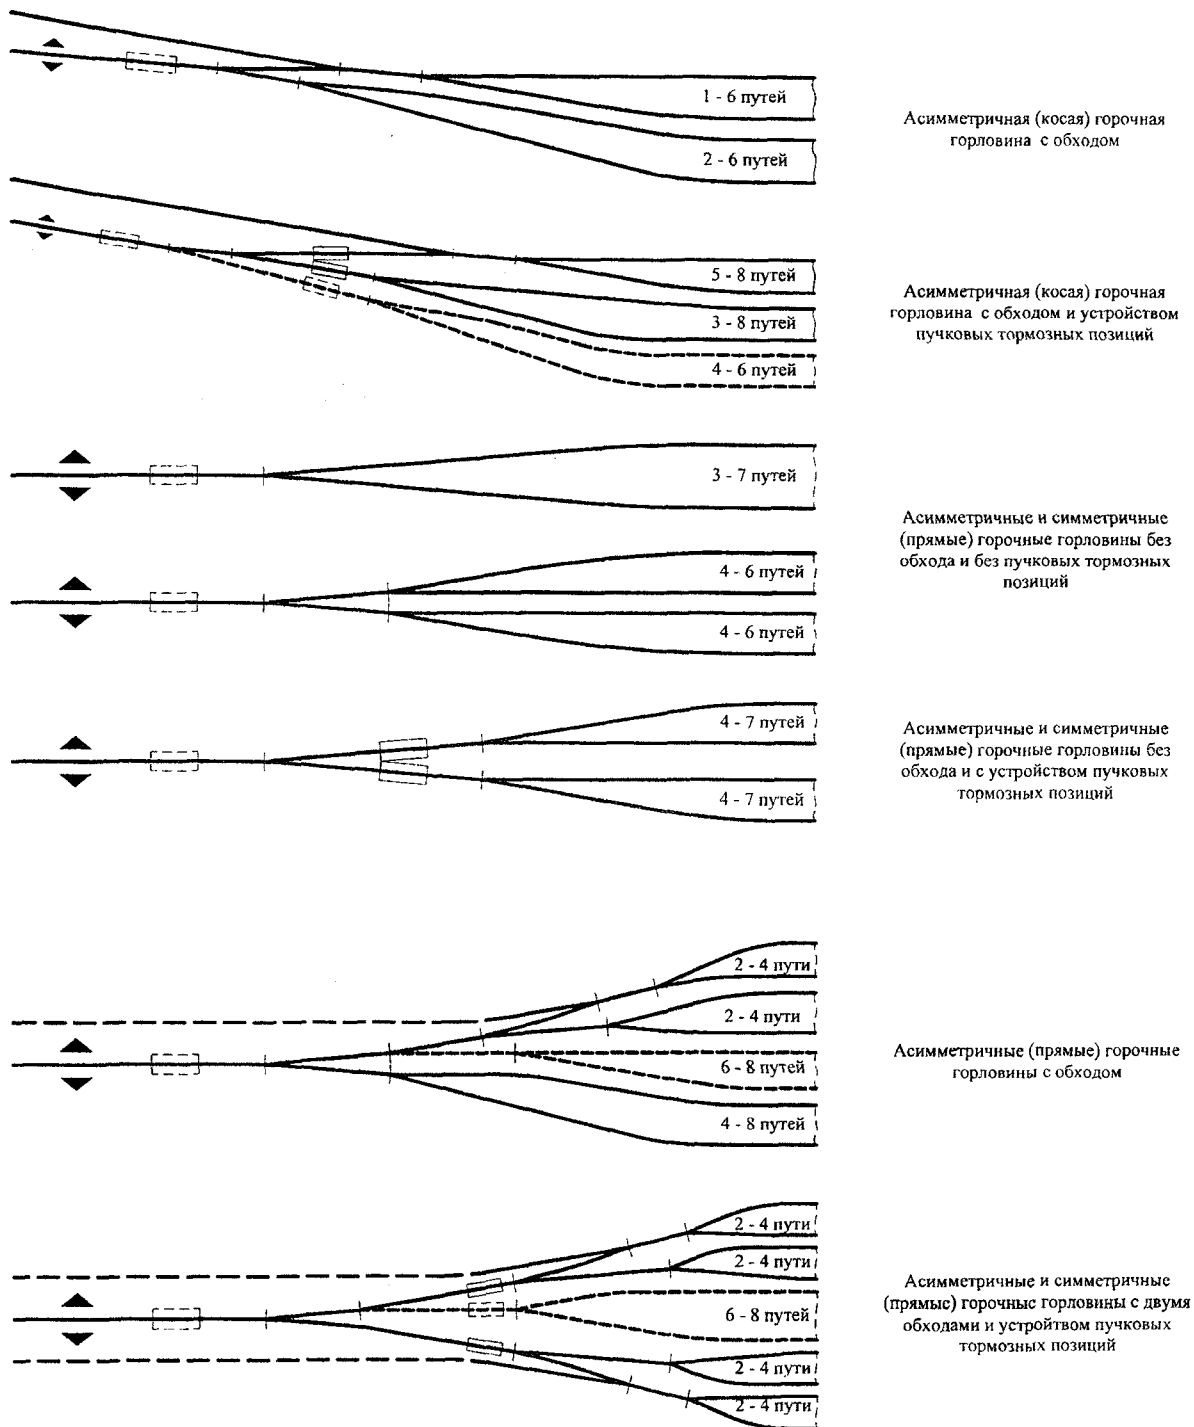 1 - 6 путей
2 - 6 путей
Асимметричная (косая) горочная
горловина с обходом
5 - 8 путей
3 - 8 путей
4 - 6 путей
Асимметричная (косая) горочная
горловина с обходом и устройством
пучковых тормозных позиций
3 - 7 путей
4 - 6 путей
4 - 6 путей
Асимметричные и симметричные
(прямые) горочные горловины без
обхода и без пучковых тормозных
позиций
4 - 7 путей
4 - 7 путей
Асимметричные и симметричные
(прямые) горочные горловины без
обхода и с устройством пучковых
тормозных позиций
2 - 4 пути
2 - 4 пути
6 - 8 путей
4 - 8 путей
Асимметричные (прямые) горочные
горловины с обходом
2 - 4 пути
2 - 4 пути
6 - 8 путей
2 - 4 пути
2 - 4 пути
Асимметричные и симметричные
(прямые) горочные горловины с двумя
обходами и устройтвом пучковых
тормозных позиций